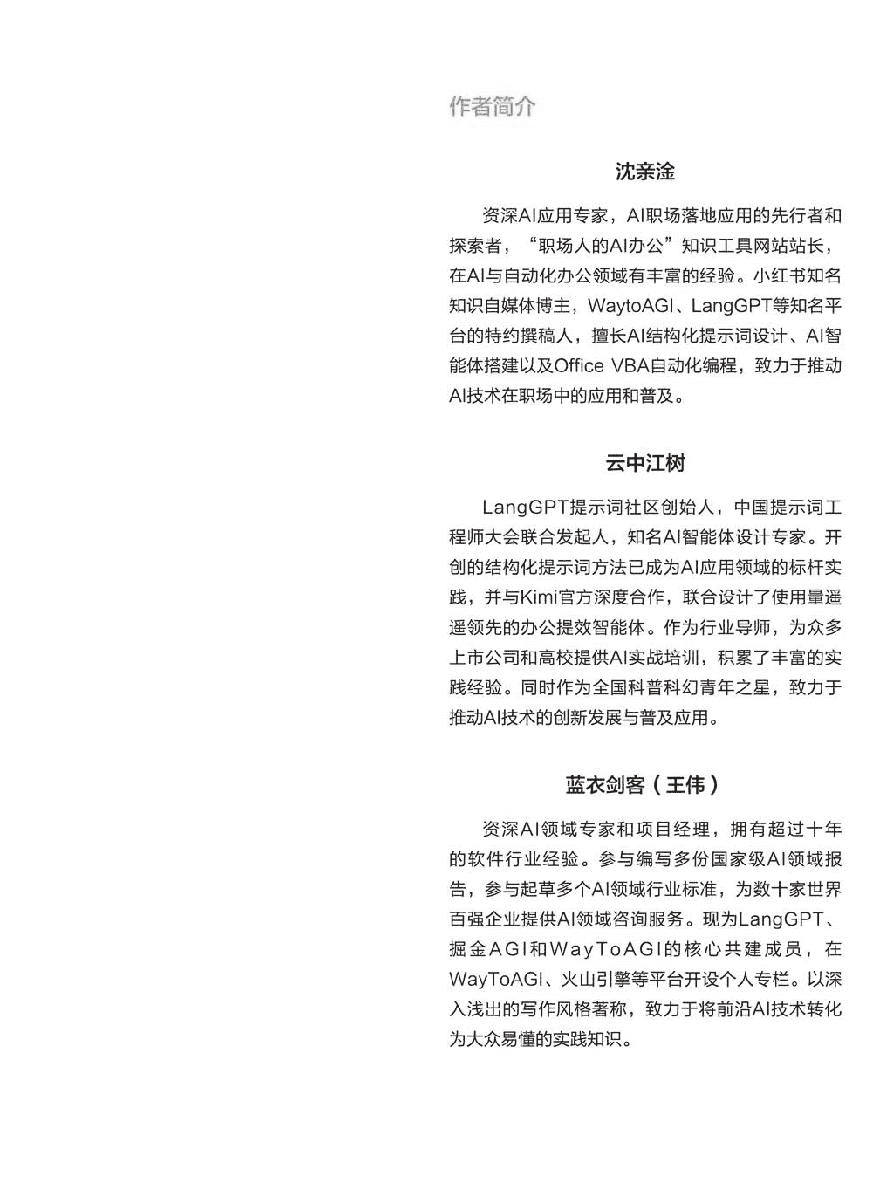 作者简介
沈亲淦
资深AI应用专家，AI职场落地应用的先行者和
探索者，“职场人的AI办公”知识工具网站站长，
在AI与自动化办公领域有丰富的经验。小红书知名
知识自媒体博主，WaytoAGI、LangGPT等知名平
台的特约撰稿人，擅长AI结构化提示词设计、AI智
能体搭建以及Office VBA自动化编程，致力于推动
AI技术在职场中的应用和普及。
云中江树
LangGPT提示词社区创始人，中国提示词工
程师大会联合发起人，知名AI智能体设计专家。开
创的结构化提示词方法已成为AI应用领域的标杆实
践，并与Kimi官方深度合作，联合设计了使用量遥
遥领先的办公提效智能体。作为行业导师，为众多
上市公司和高校提供AI实战培训，积累了丰富的实
践经验。同时作为全国科普科幻青年之星，致力于
推动AI技术的创新发展与普及应用。
蓝衣剑客（王伟）
资深AI领域专家和项目经理，拥有超过十年
的软件行业经验。参与编写多份国家级AI领域报
告，参与起草多个AI领域行业标准，为数十家世界
百强企业提供AI领域咨询服务。现为LangGPT、
掘金AGI和WayToAGI的核心共建成员，在
WayToAGI、火山引擎等平台开设个人专栏。以深
入浅出的写作风格著称，致力于将前沿AI技术转化
为大众易懂的实践知识。